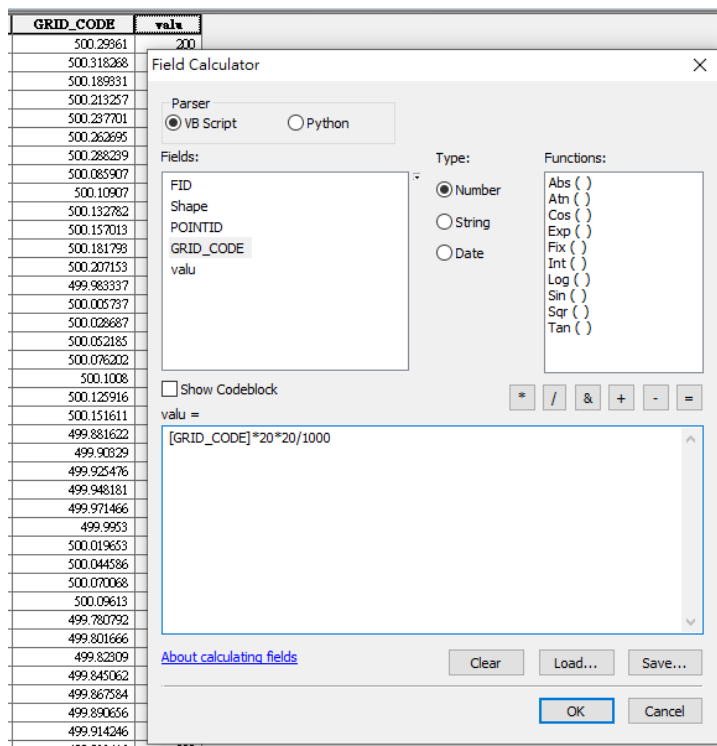 GRID_CODE valu
500.29361 200
500.318268
500.189331
500.213257
500.237701
500.262695
500.288239
500.085907
500.10907
500.132782
500.157013
500.181793
500.207153
499.983337
500.005737
500.028687
500.052185
500.076202
500.1008
500.125916
500.151611
499.881622
499.90329
499.925476
499.948181
499.971466
499.9953
500.019653
500.044586
500.070068
500.09613
499.780792
499.801666
499.82309
499.845062
499.867584
499.890656
499.914246
Field Calculator
Parser
VB Script Python
Fields:
FID
Shape
POINTID
GRID_CODE
valu
Type:
Number
String
Date
Functions:
Abs ( )
Atn ( )
Cos ( )
Exp ( )
Fix ( )
Int ( )
Log ( )
Sin ( )
Sqr ( )
Tan ( )
Show Codeblock
* / & + - =
valu =
[GRID_CODE]*20*20/1000
About calculating fields
Clear Load... Save...
OK Cancel